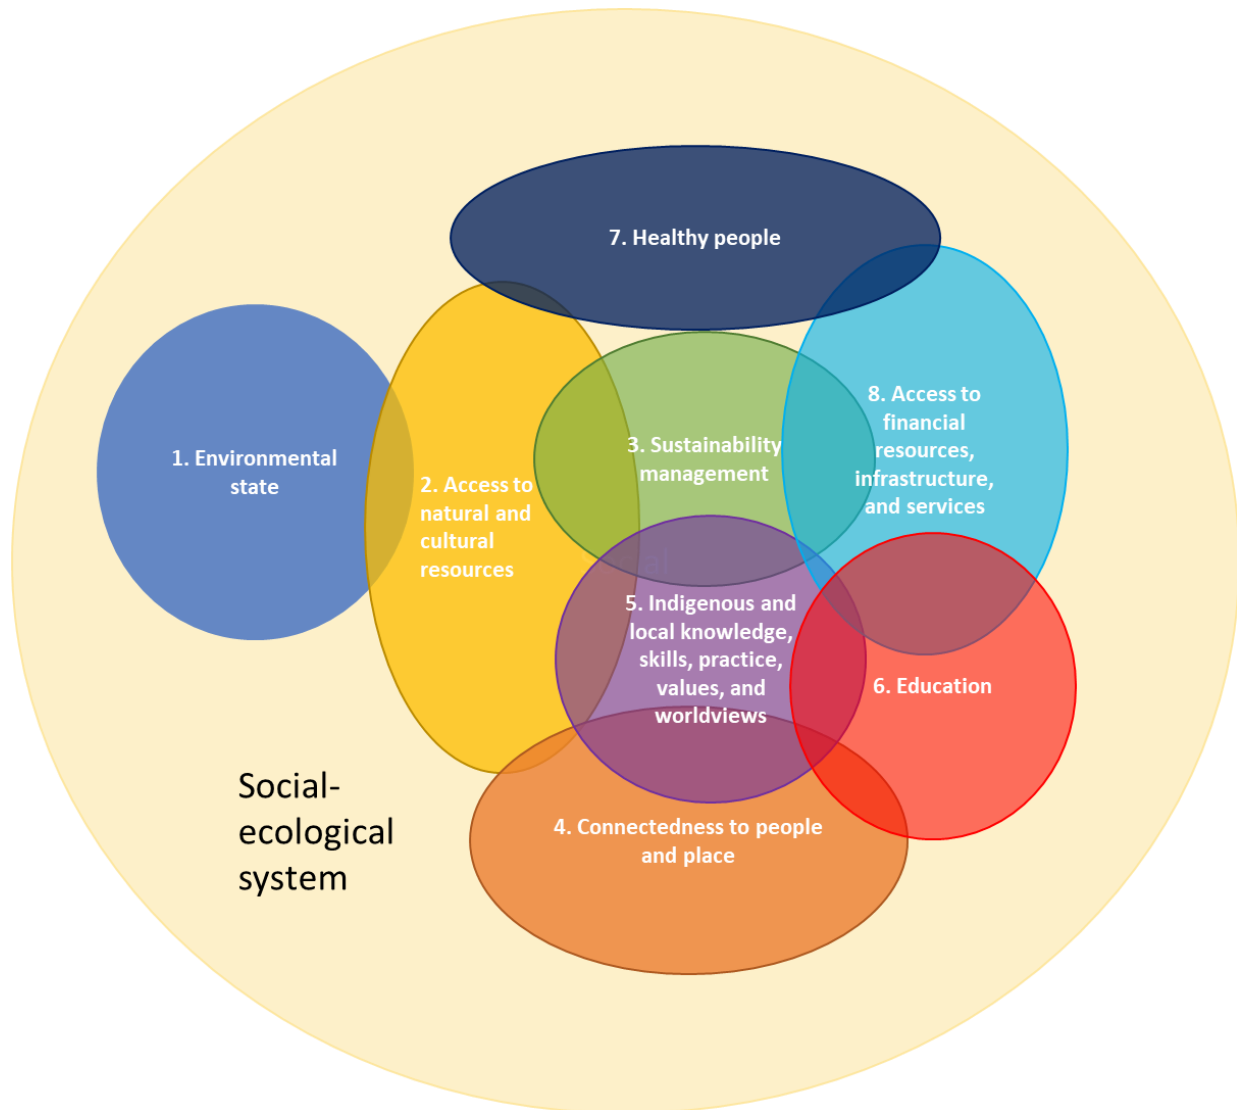 7. Healthy people
1. Environmental
state
2. Access to
natural and
cultural
resources
3. Sustainability
management
8. Access to
financial
resources,
infrastructure,
and services
5. Indigenous and
local knowledge,
skills, practice,
values, and
worldviews
6. Education
4. Connectedness to people
and place
Social-
ecological
system